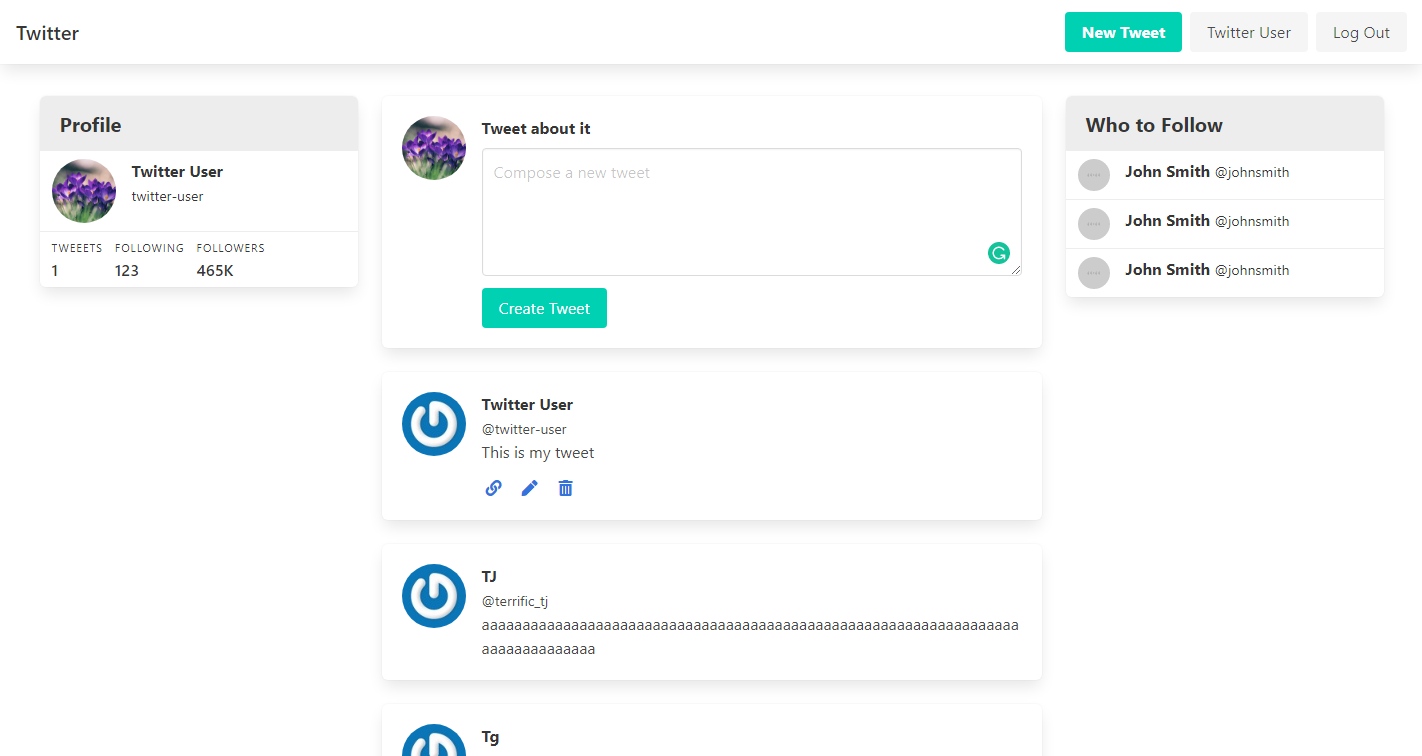 Twitter
New Tweet
Twitter User
Log Out
Profile
Twitter User
twitter-user
TWEEETS FOLLOWING FOLLOWERS
1 123 465K
Tweet about it
Compose a new tweet
Create Tweet
Twitter User
@twitter-user
This is my tweet
TJ
@terrific_tj
aaaaaaaaaaaaaaaaaaaaaaaaaaaaaaaaaaaaaaaaaaaaaaaaaaaaaaaaaaaaaaaaaa
aaaaaaaaaaaaaa
Tg
Who to Follow
John Smith @johnsmith
John Smith @johnsmith
John Smith @johnsmith